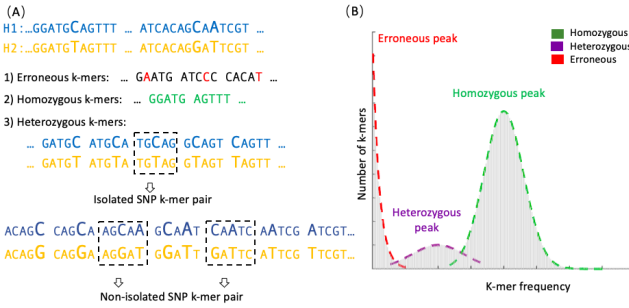 (A)
H1:...GGATGCAGTTT ... ATCACAGCAATCGT ...
H2:...GGATGTAGTTT ... ATCACAGGATTCGT ...
1) Erroneous k-mers: ... GAATG ATCCC CACAT ...
2) Homozygous k-mers: ... GGATG AGTTT ...
3) Heterozygous k-mers:
... GATGC ATGCA TGCAG GCAGT CAGTT ...
... GATGT ATGTA TGTAG GTAGT TAGTT ...
Isolated SNP k-mer pair
ACAGC CAGCA AGCAA GCAAT CAATC AATCG ATCGT...
ACAGG CAGGA AGGAT GGATT GATTC ATTCG TTCGT...
Non-isolated SNP k-mer pair
(B)
Homozygous
Heterozygous
Erroneous
Erroneous peak
Homozygous peak
Heterozygous
peak
Number of k-mers
K-mer frequency